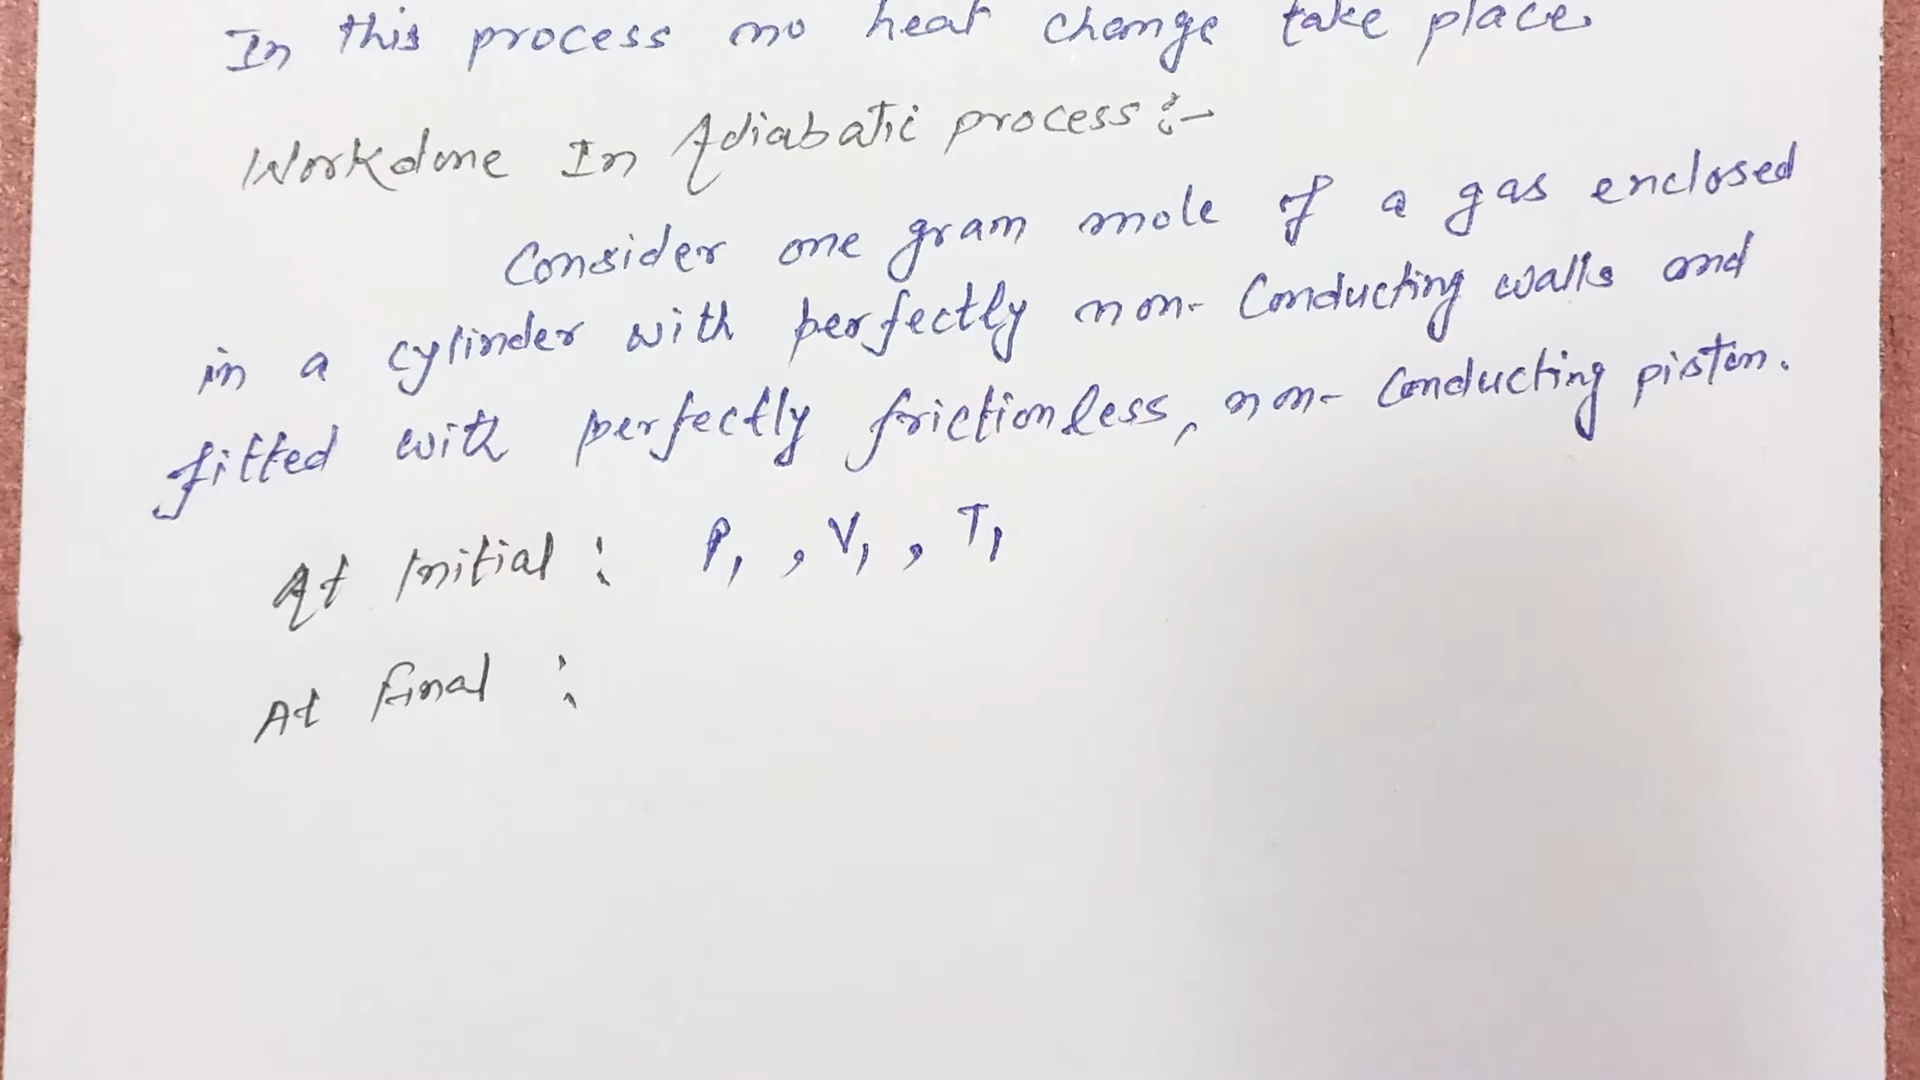 In this process no heat change take place
Workdone In Adiabatic process :-
Consider one gram mole of a gas enclosed
in a cylinder with perfectly non-Conducting walls and
fitted with perfectly frictionless, non-Conducting piston.
At Initial : P₁ , V₁ , T₁
At final :